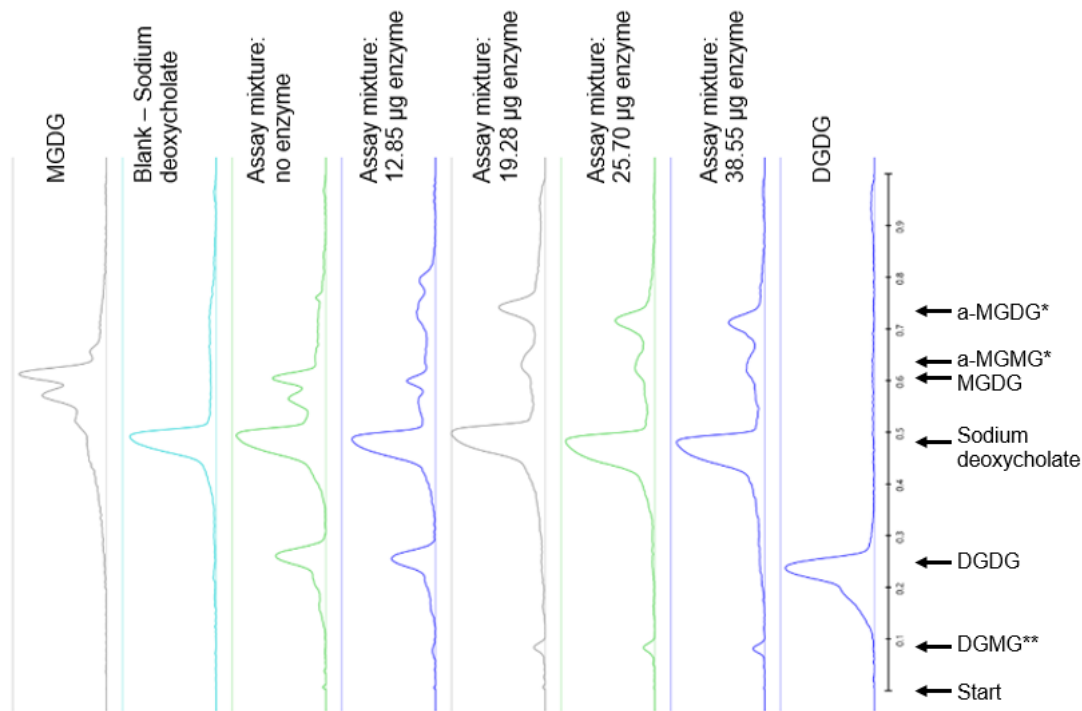 MGDG
Blank – Sodium
deoxycholate
Assay mixture:
no enzyme
Assay mixture:
12.85 µg enzyme
Assay mixture:
19.28 µg enzyme
Assay mixture:
25.70 µg enzyme
Assay mixture:
38.55 µg enzyme
DGDG
0.9
0.8
0.7
0.6
0.5
0.4
0.3
0.2
0.1
a-MGDG*
a-MGMG*
MGDG
Sodium
deoxycholate
DGDG
DGMG**
Start